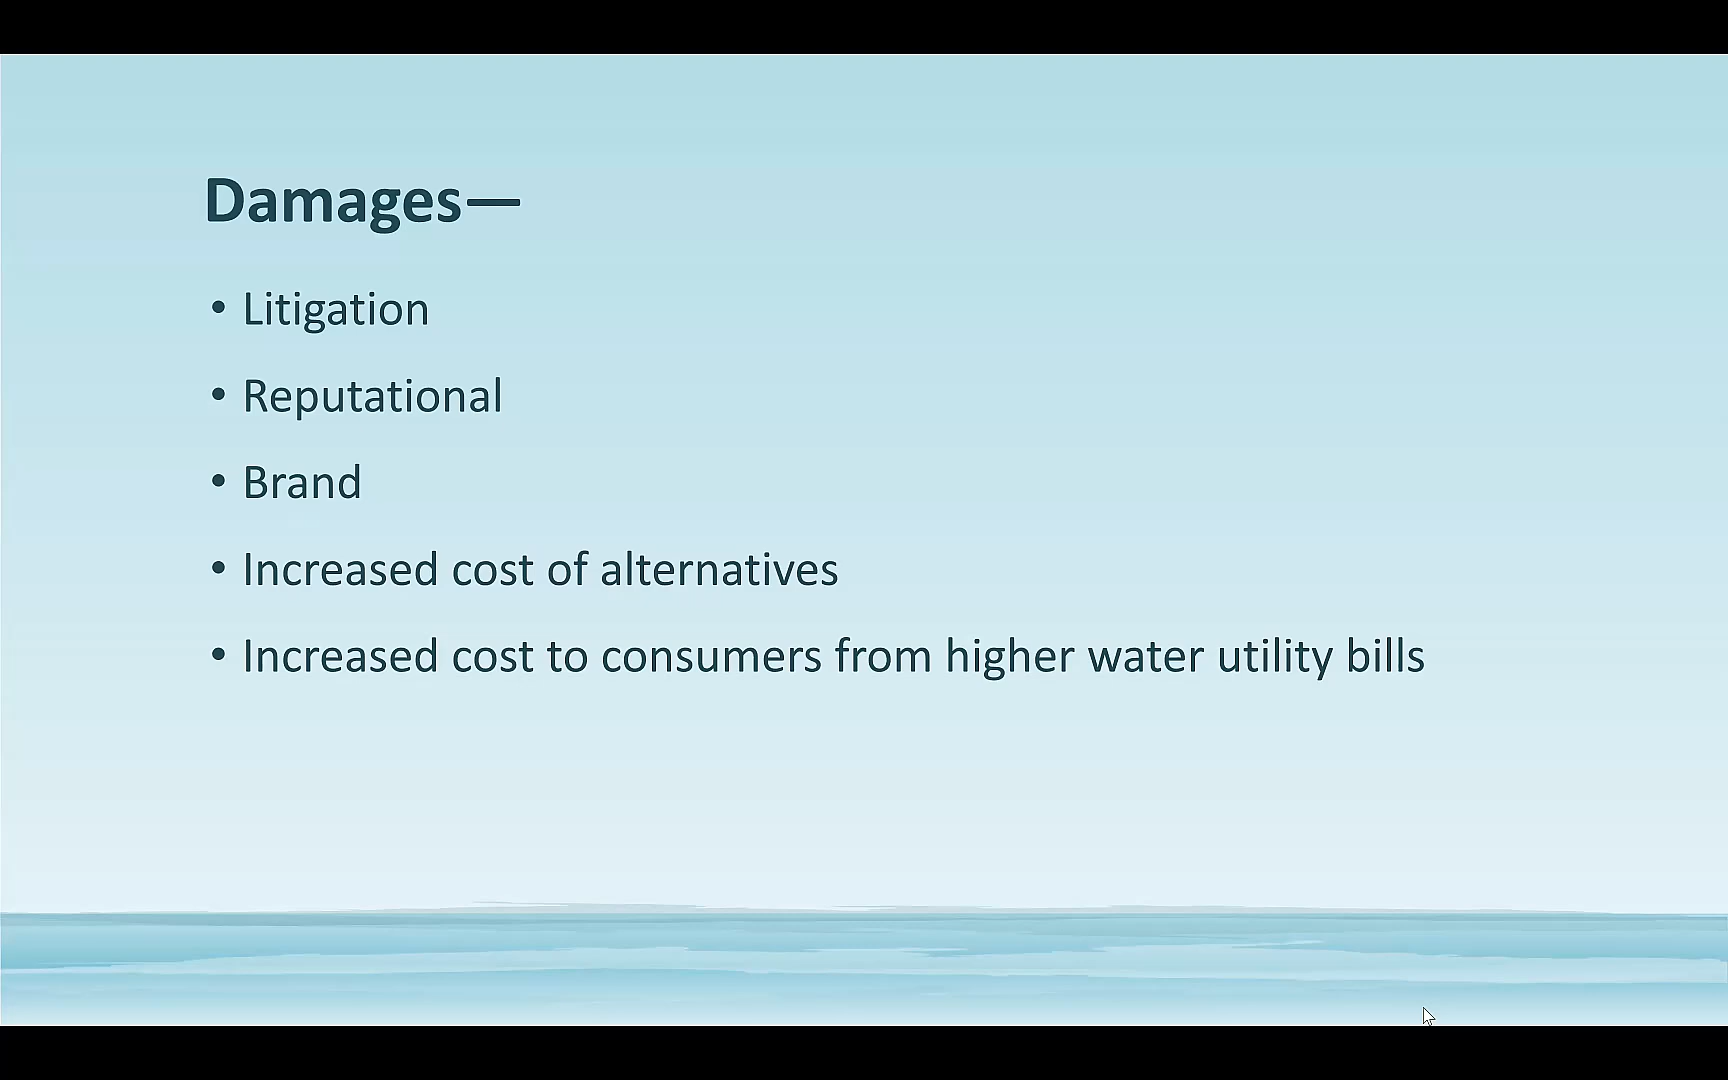 Damages—
• Litigation
• Reputational
• Brand
• Increased cost of alternatives
• Increased cost to consumers from higher water utility bills